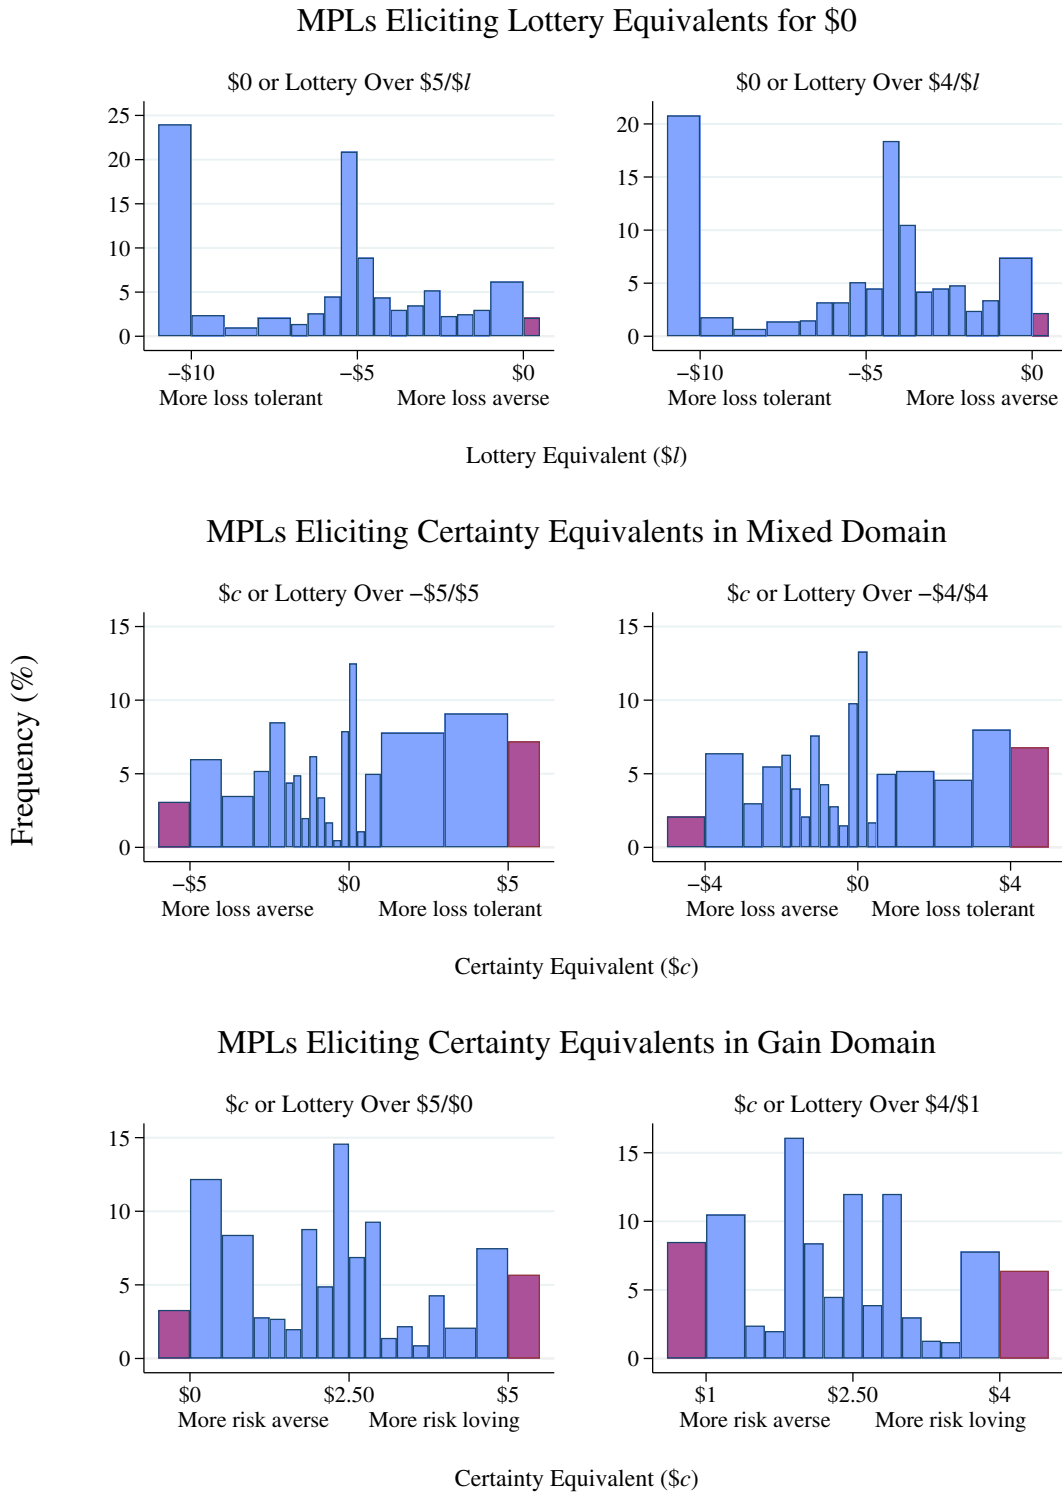 MPLs Eliciting Lottery Equivalents for $0
$0 or Lottery Over $5/$l
$0 or Lottery Over $4/$l
25
20
15
10
5
0
20
15
10
5
0
−$10
−$5
$0
−$10
−$5
$0
More loss tolerant
More loss averse
More loss tolerant
More loss averse
Lottery Equivalent ($l)
MPLs Eliciting Certainty Equivalents in Mixed Domain
$c or Lottery Over −$5/$5
$c or Lottery Over −$4/$4
15
10
5
0
15
10
5
0
Frequency (%)
−$5
$0
$5
−$4
$0
$4
More loss averse
More loss tolerant
More loss averse
More loss tolerant
Certainty Equivalent ($c)
MPLs Eliciting Certainty Equivalents in Gain Domain
$c or Lottery Over $5/$0
$c or Lottery Over $4/$1
15
10
5
0
15
10
5
0
$0
$2.50
$5
$1
$2.50
$4
More risk averse
More risk loving
More risk averse
More risk loving
Certainty Equivalent ($c)